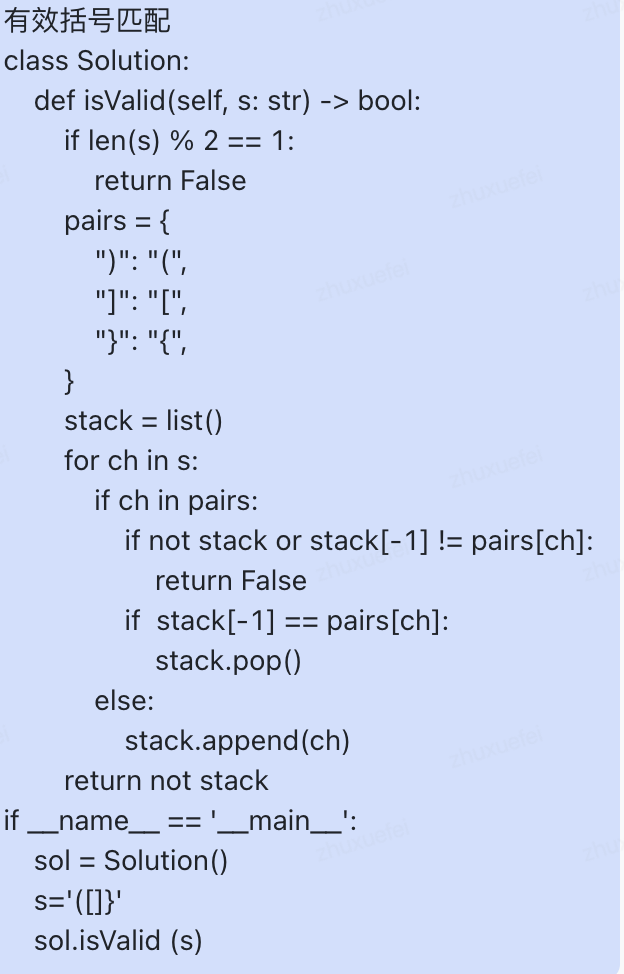 有效括号匹配
class Solution:
    def isValid(self, s: str) -> bool:
        if len(s) % 2 == 1:
            return False
        pairs = {
            ")": "(",
            "]": "[",
            "}": "{",
        }
        stack = list()
        for ch in s:
            if ch in pairs:
                if not stack or stack[-1] != pairs[ch]:
                    return False
                if  stack[-1] == pairs[ch]:
                    stack.pop()
            else:
                stack.append(ch)
        return not stack
if __name__ == '__main__':
    sol = Solution()
    s='([]}'
    sol.isValid (s)
zhuxuefei